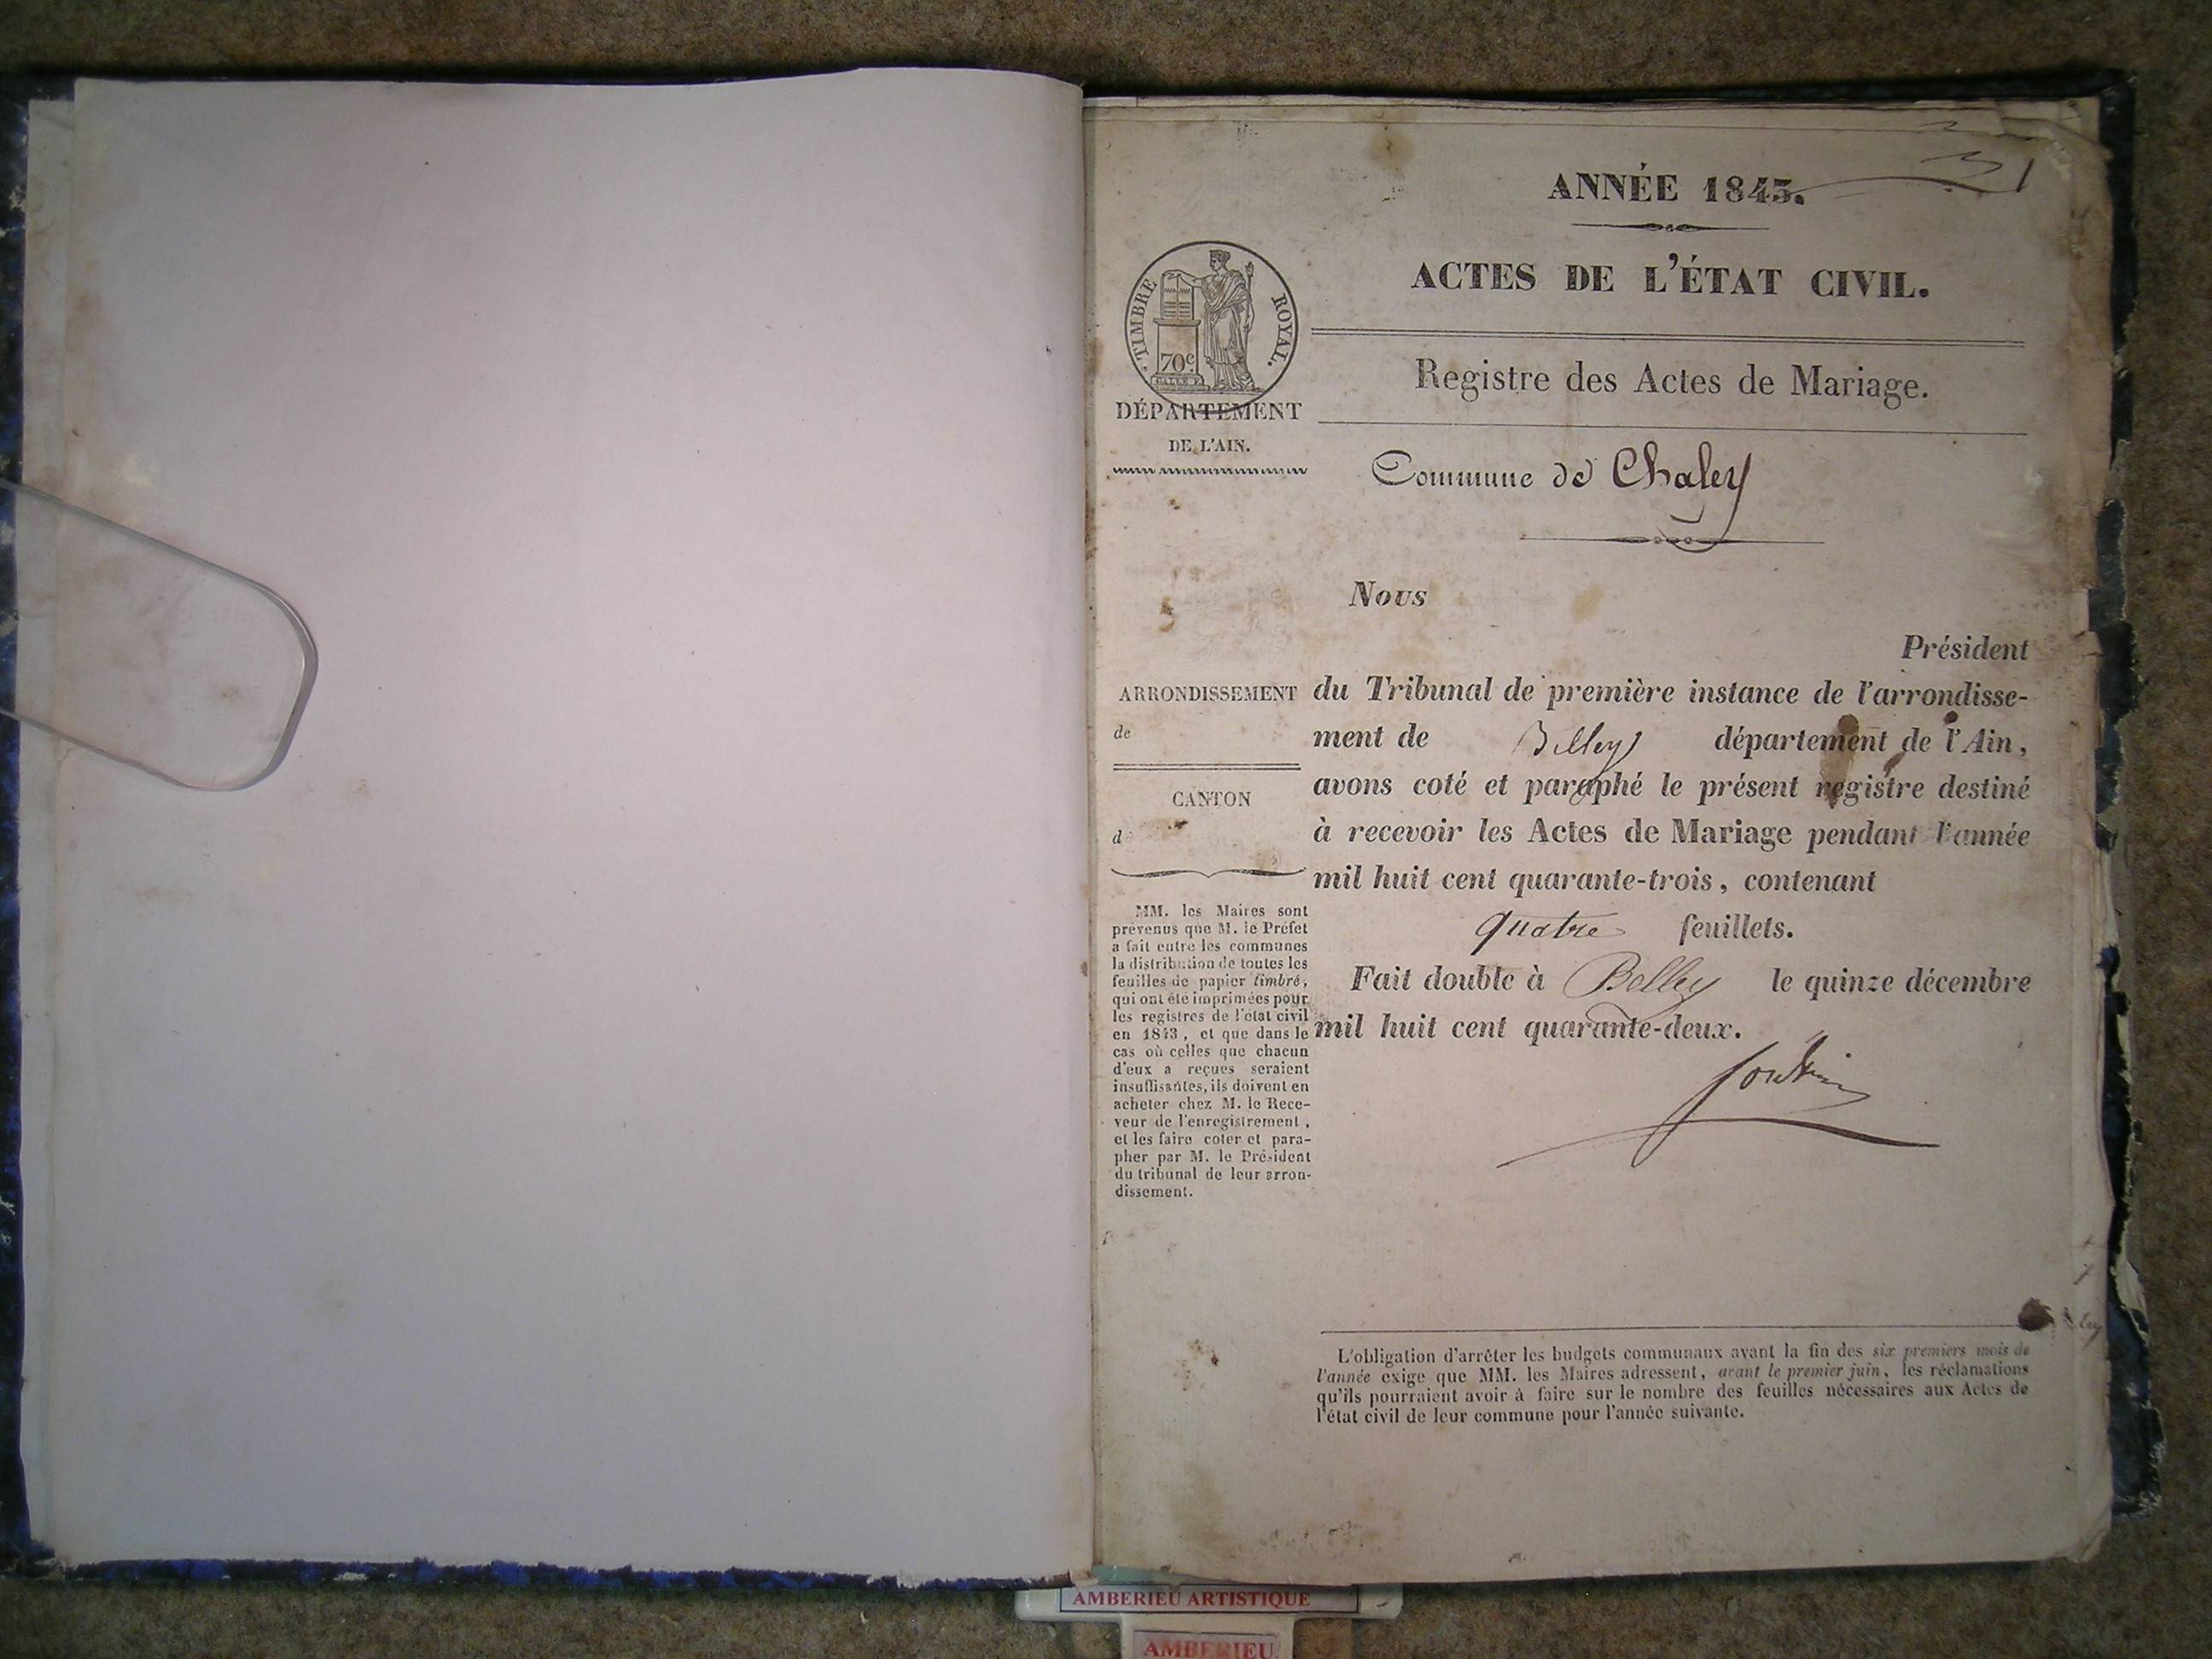 ANNÉE 1843.
1
ACTES DE L'ÉTAT CIVIL.
TIMBRE ROYAL.
70c
Registre des Actes de Mariage.
DÉPARTEMENT
DE L'AIN.
Commune de Chaley
Nous
Président
ARRONDISSEMENT
de
CANTON
d
du Tribunal de première instance de l'arrondisse-
ment de Belley département de l'Ain,
avons coté et paraphé le présent registre destiné
à recevoir les Actes de Mariage pendant l'année
mil huit cent quarante-trois, contenant
quatre feuillets.
Fait double à Belley le quinze décembre
mil huit cent quarante-deux.
MM. les Maires sont
prévenus que M. le Préfet
a fait entre les communes
la distribution de toutes les
feuilles de papier timbré,
qui ont été imprimées pour
les registres de l'état civil
en 1843, et que dans le
cas où celles que chacun
d'eux a reçues seraient
insuffisantes, ils doivent en
acheter chez M. le Rece-
veur de l'enregistrement,
et les faire coter et para-
pher par M. le Président
du tribunal de leur arron-
dissement.
L'obligation d'arrêter les budgets communaux avant la fin des six premiers mois de
l'année exige que MM. les Maires adressent, avant le premier juin, les réclamations
qu'ils pourraient avoir à faire sur le nombre des feuilles nécessaires aux Actes de
l'état civil de leur commune pour l'année suivante.
AMBERIEU ARTISTIQUE
AMBERIEU